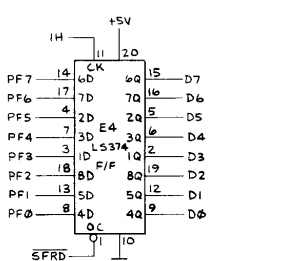 +5V
1H
11 20
CK
PF7 14 6D 6Q 15 D7
PF6 17 7D 7Q 16 D6
PF5 4 2D 2Q 5 D5
PF4 7 3D E4 3Q 6 D4
PF3 3 1D LS374 1Q 2 D3
PF2 18 8D F/F 8Q 19 D2
PF1 13 5D 5Q 12 D1
PFØ 8 4D 4Q 9 DØ
OC
1 10
SFRD